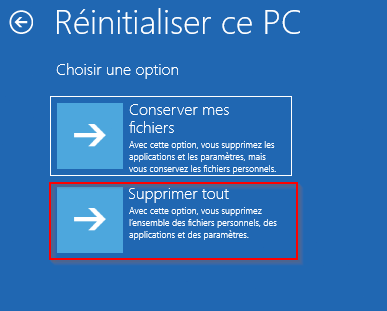 Réinitialiser ce PC
Choisir une option
Conserver mes
fichiers
Avec cette option, vous supprimez les
applications et les paramètres, mais
vous conservez les fichiers personnels.
Supprimer tout
Avec cette option, vous supprimez
l'ensemble des fichiers personnels, des
applications et des paramètres.